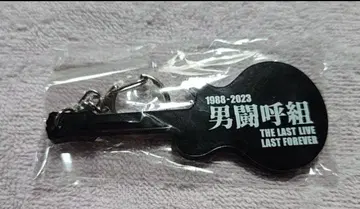 1988-2023
男闘呼組
THE LAST LIVE
LAST FOREVER